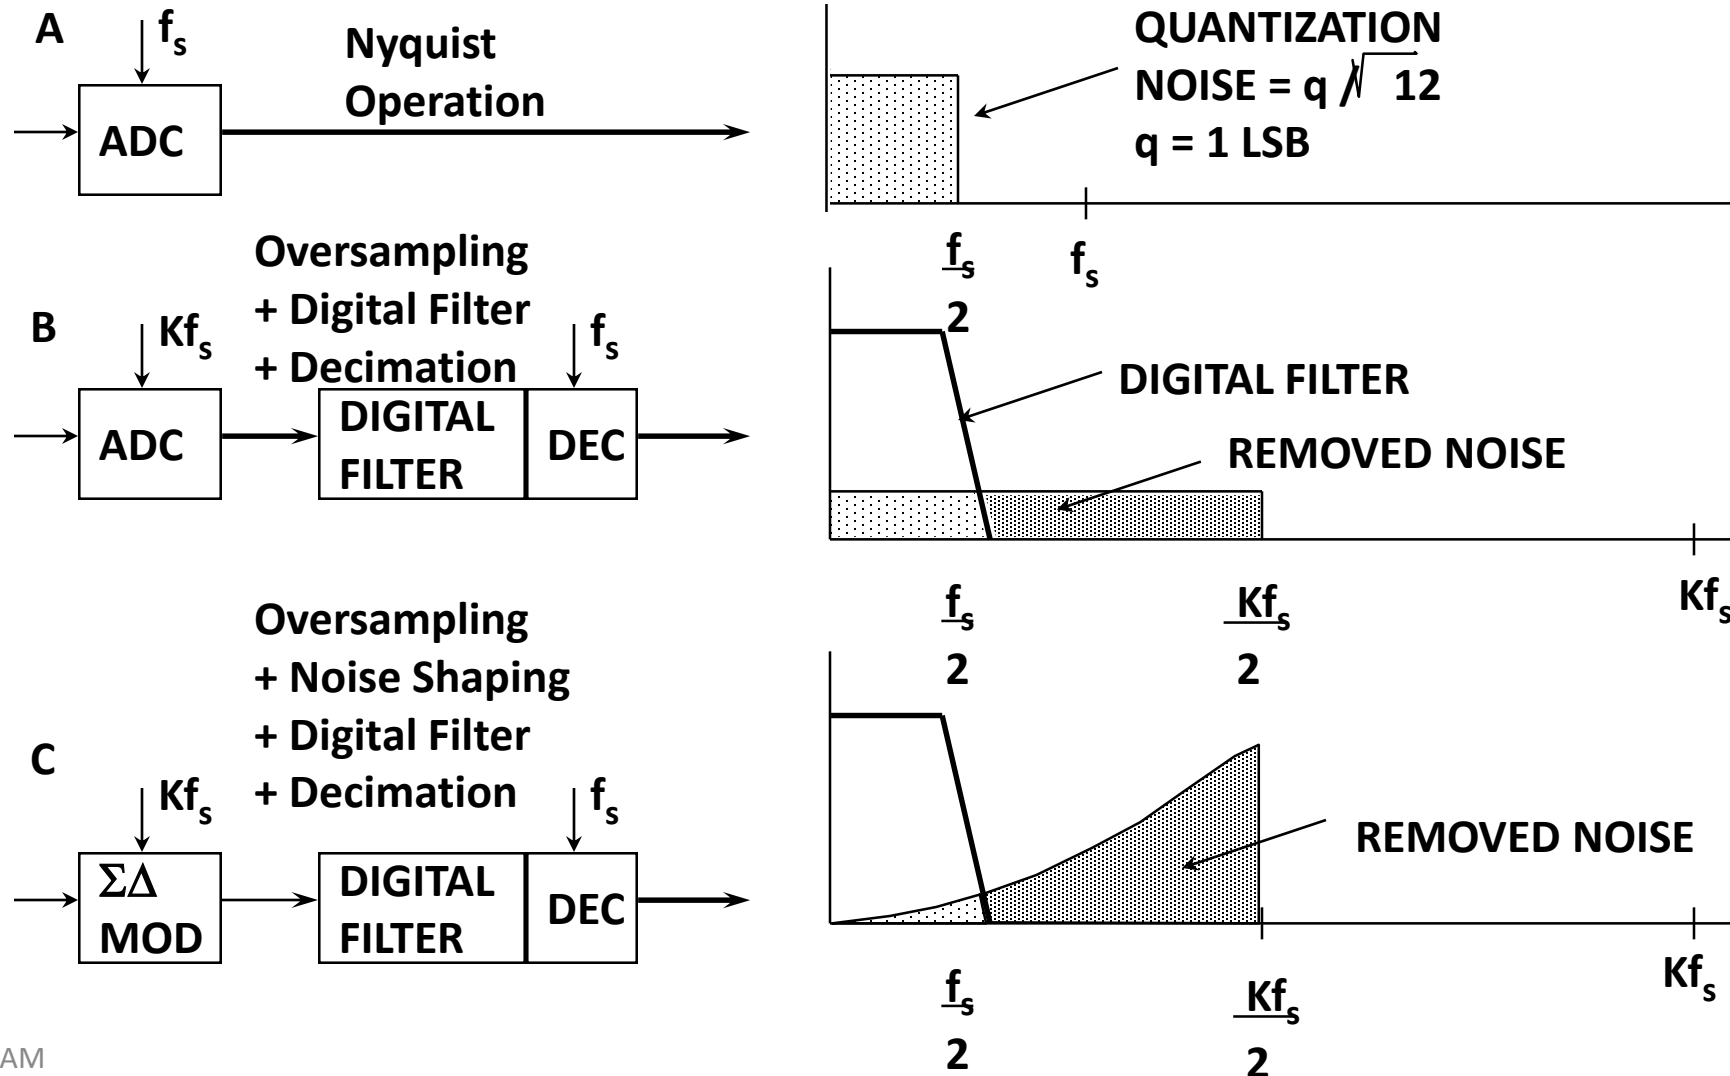 A
fs
Nyquist
Operation
ADC
QUANTIZATION
NOISE = q /√12
q = 1 LSB
fs
2
fs
B
Kfs
Oversampling
+ Digital Filter
+ Decimation
fs
ADC
DIGITAL
FILTER
DEC
DIGITAL FILTER
REMOVED NOISE
fs
2
Kfs
2
Kfs
C
Kfs
Oversampling
+ Noise Shaping
+ Digital Filter
+ Decimation
fs
ΣΔ
MOD
DIGITAL
FILTER
DEC
REMOVED NOISE
fs
2
Kfs
2
Kfs
AM